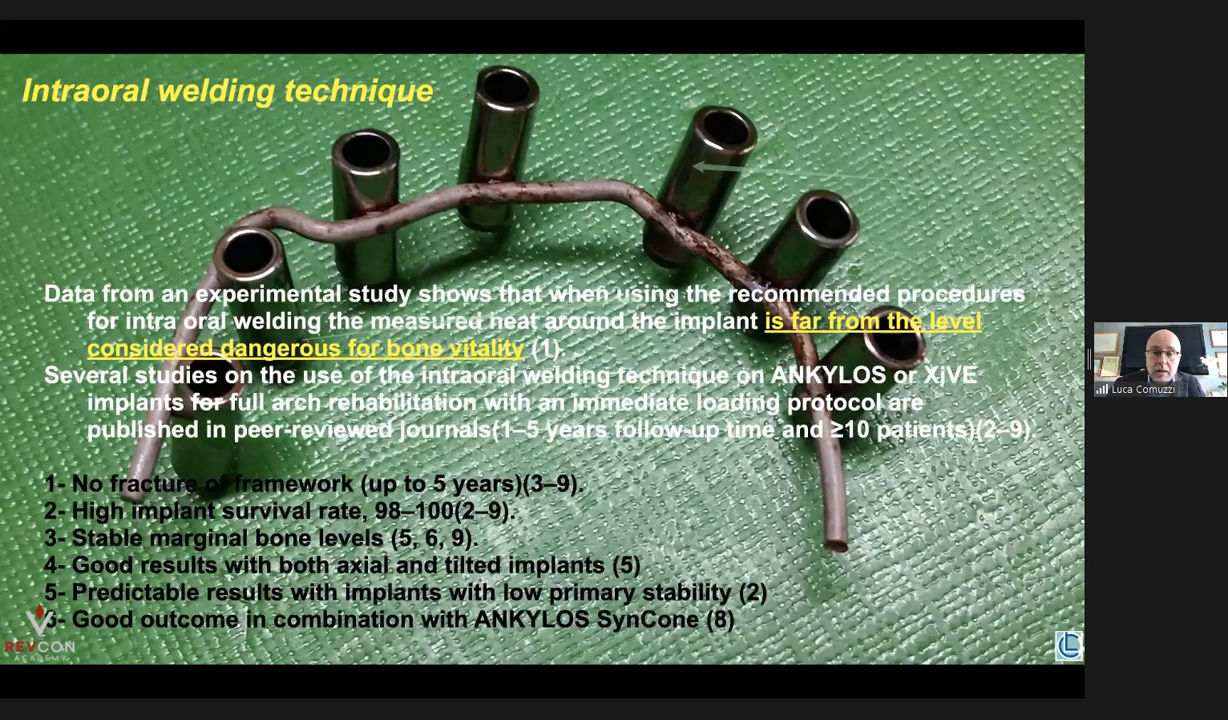 Intraoral welding technique
Data from an experimental study shows that when using the recommended procedures
for intra oral welding the measured heat around the implant is far from the level
considered dangerous for bone vitality (1).
Several studies on the use of the intraoral welding technique on ANKYLOS or XiVE
implants for full arch rehabilitation with an immediate loading protocol are
published in peer-reviewed journals(1–5 years follow-up time and ≥10 patients)(2–9).
1- No fracture of framework (up to 5 years)(3–9).
2- High implant survival rate, 98–100(2–9).
3- Stable marginal bone levels (5, 6, 9).
4- Good results with both axial and tilted implants (5)
5- Predictable results with implants with low primary stability (2)
6- Good outcome in combination with ANKYLOS SynCone (8)
REVCON
ACADEMY
Luca Comuzzi